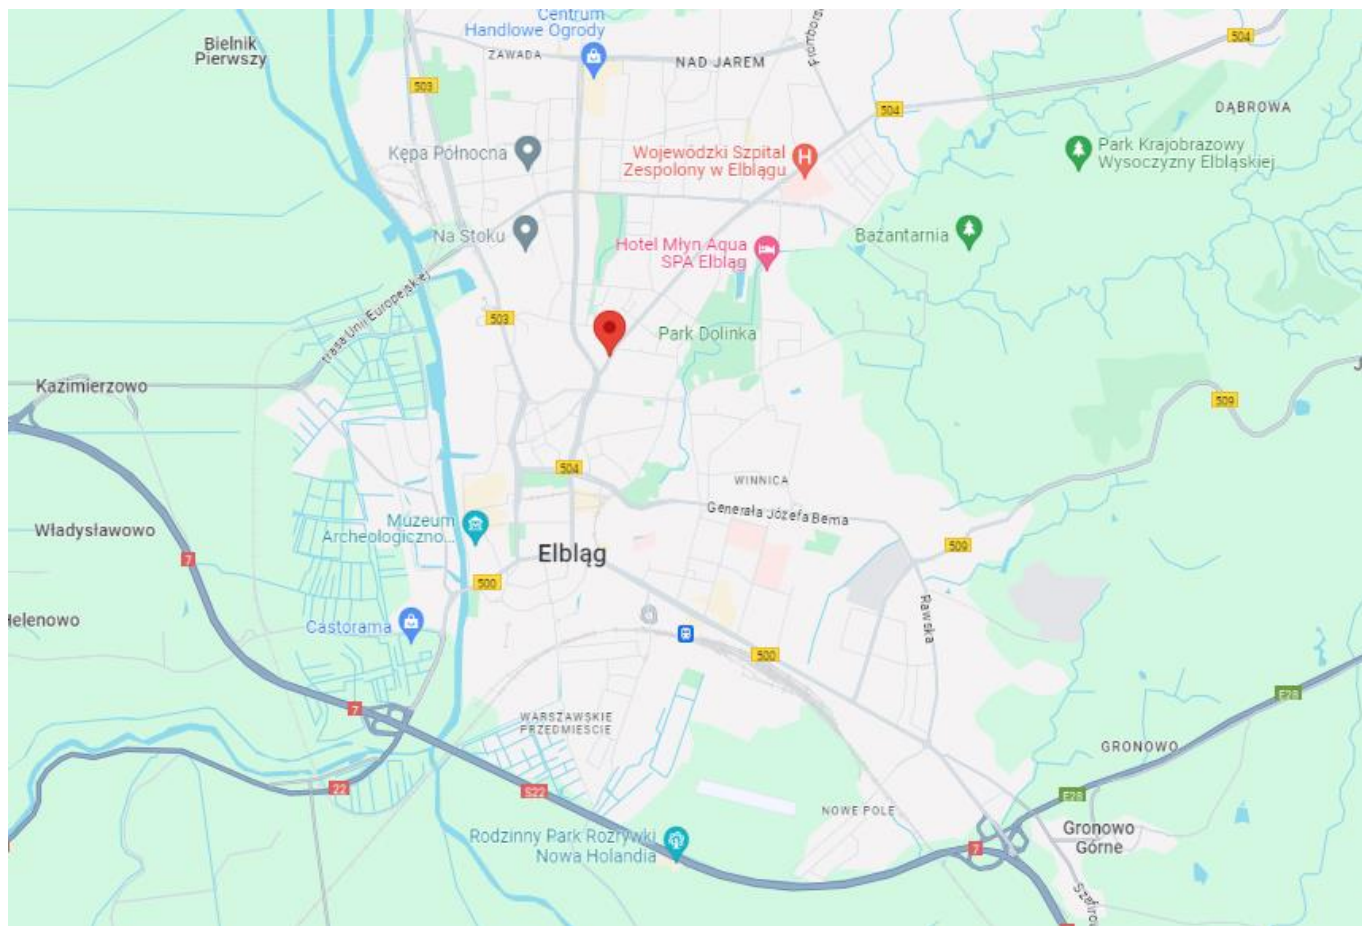 Centrum
Handlowe Ogrody
Bielnik
Pierwszy
ZAWADA
NAD JAREM
504
503
504
DĄBROWA
Kępa Północna
Wojewódzki Szpital
Zespolony w Elblągu
Park Krajobrazowy
Wysoczyzny Elbląskiej
Na Stoku
Hotel Młyn Aqua
SPA Elbląg
Bażantarnia
trasa Unii Europejskiej
503
Park Dolinka
Kazimierzowo
509
504
WINNICA
Generała Józefa Bema
Władysławowo
Muzeum
Archeologiczno...
Elbląg
7
509
500
Helenowo
Castorama
Rawska
500
E28
7
WARSZAWSKIE
PRZEDMIEŚCIE
GRONOWO
22
S22
E28
NOWE POLE
Rodzinny Park Rozrywki
Nowa Holandia
7
Gronowo
Górne